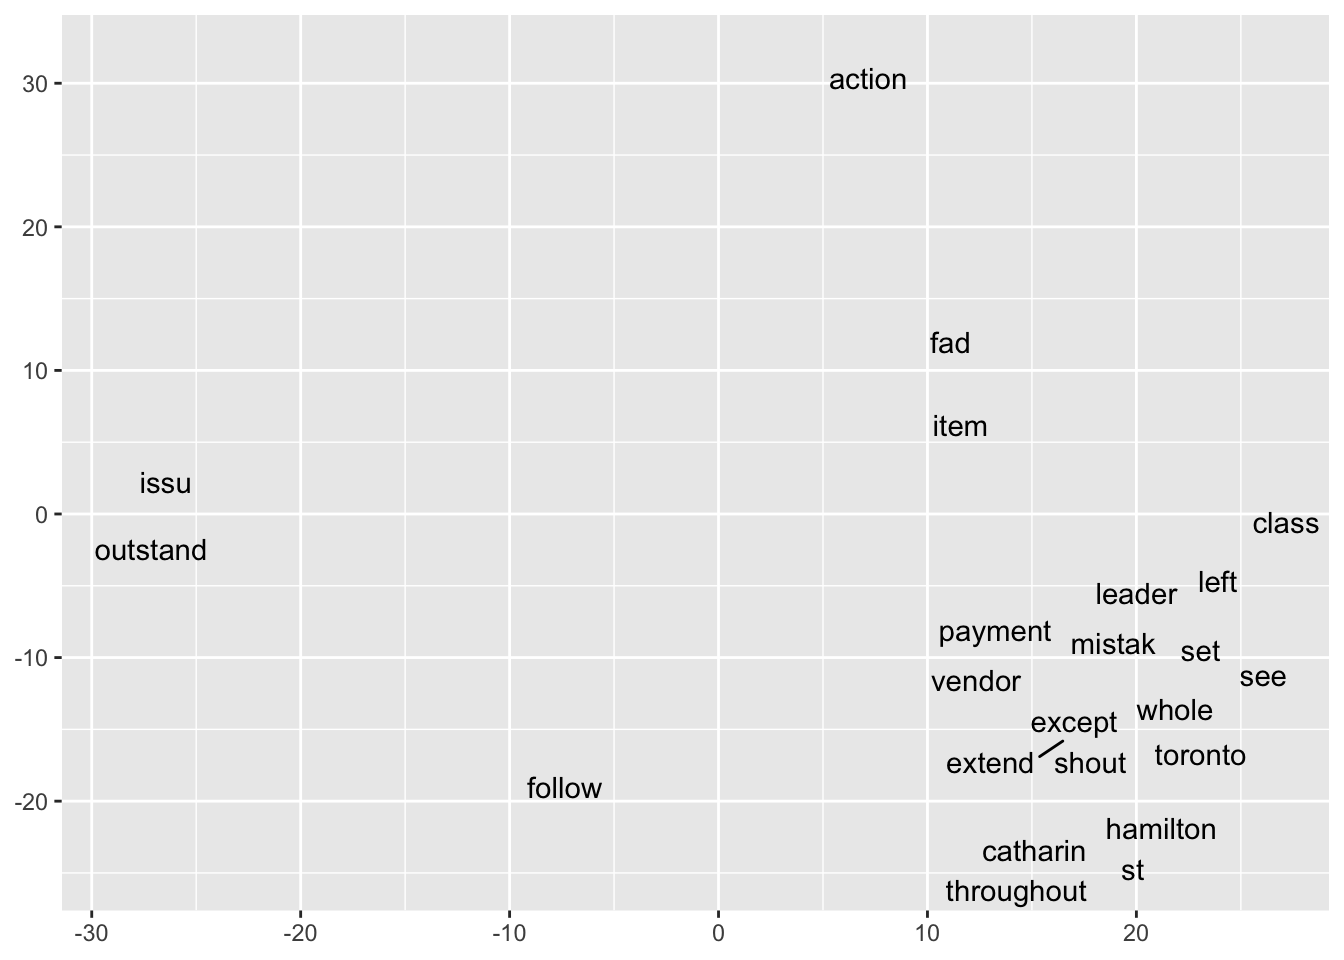 30
action
20
fad
10
item
issu
0
class
outstand
left
leader
payment
mistak
set
-10
see
vendor
whole
except
toronto
extend
shout
follow
-20
hamilton
catharin
st
throughout
-30
-20
-10
0
10
20